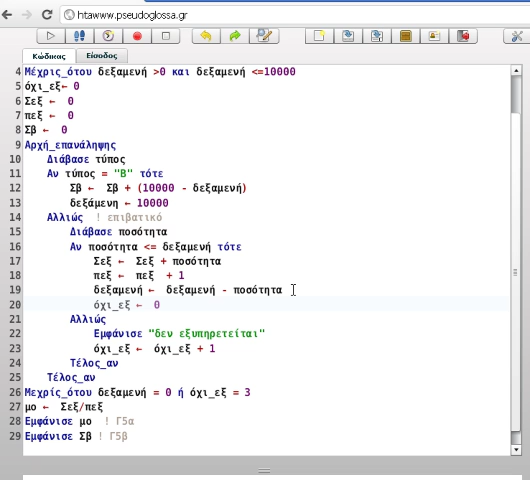 htawww.pseudoglossa.gr
Κώδικας Είσοδος
4 Μέχρις_ότου δεξαμενή >0 και δεξαμενή <=10000
5 όχι_εξ← 0
6 Σεξ ← 0
7 πεξ ← 0
8 Σβ ← 0
9 Αρχή_επανάληψης
10 Διάβασε τύπος
11 Αν τύπος = "Β" τότε
12 Σβ ← Σβ + (10000 - δεξαμενή)
13 δεξάμενη ← 10000
14 Αλλιώς ! επιβατικό
15 Διάβασε ποσότητα
16 Αν ποσότητα <= δεξαμενή τότε
17 Σεξ ← Σεξ + ποσότητα
18 πεξ ← πεξ + 1
19 δεξαμενή ← δεξαμενή - ποσότητα
20 όχι_εξ ← 0
21 Αλλιώς
22 Εμφάνισε "δεν εξυπηρετείται"
23 όχι_εξ ← όχι_εξ + 1
24 Τέλος_αν
25 Τέλος_αν
26 Μεχρίς_ότου δεξαμενή = 0 ή όχι_εξ = 3
27 μο ← Σεξ/πεξ
28 Εμφάνισε μο ! Γ5α
29 Εμφάνισε Σβ ! Γ5β